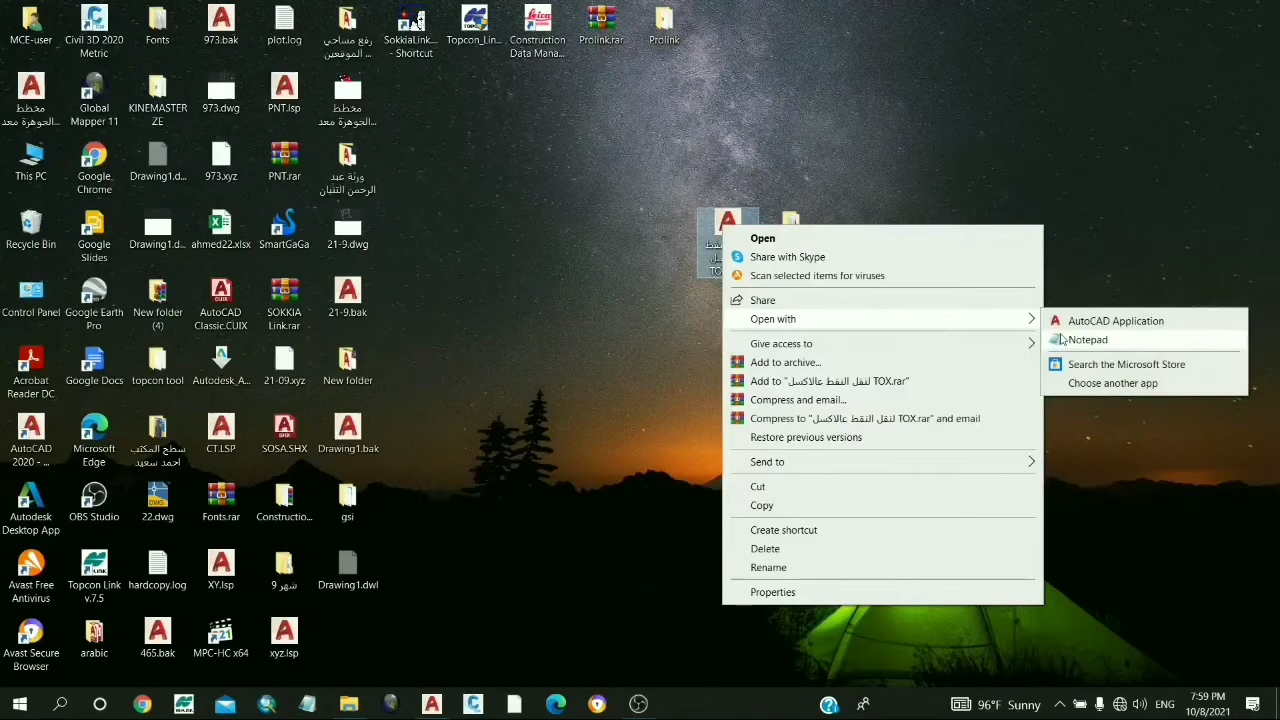 MCE-user
Civil 3D 2020
Metric
Fonts
973.bak
plot.log
رفع مساحي
الموقعين ...
SokkiaLink...
- Shortcut
Topcon_Lin...
Construction
Data Mana...
Prolink.rar
Prolink
مخطط
الجوهرة معد...
Global
Mapper 11
KINEMASTER
ZE
973.dwg
PNT.lsp
مخطط
الجوهرة معد...
This PC
Google
Chrome
Drawing1.d...
973.xyz
PNT.rar
ورثة عبد
الرحمن الثنيان
Recycle Bin
Google
Slides
Drawing1.d...
ahmed22.xlsx
SmartGaGa
21-9.dwg
Control Panel
Google Earth
Pro
New folder
(4)
AutoCAD
Classic.CUIX
SOKKIA
Link.rar
21-9.bak
Acrobat
Reader DC
Google Docs
topcon tool
Autodesk_A...
21-09.xyz
New folder
AutoCAD
2020 - ...
Microsoft
Edge
سطح المكتب
احمد سعيد
CT.LSP
SOSA.SHX
Drawing1.bak
Autodesk
Desktop App
OBS Studio
22.dwg
Fonts.rar
Constructio...
gsi
Avast Free
Antivirus
Topcon Link
v.7.5
hardcopy.log
XY.lsp
شهر 9
Drawing1.dwl
Avast Secure
Browser
arabic
465.bak
MPC-HC x64
xyz.lsp
Open
Share with Skype
Scan selected items for viruses
Share
Open with
Give access to
Add to archive...
Add to "لنقل النقط عالاكسل TOX.rar"
Compress and email...
Compress to "لنقل النقط عالاكسل TOX.rar" and email
Restore previous versions
Send to
Cut
Copy
Create shortcut
Delete
Rename
Properties
AutoCAD Application
Notepad
Search the Microsoft Store
Choose another app
96°F Sunny
ENG
7:59 PM
10/8/2021